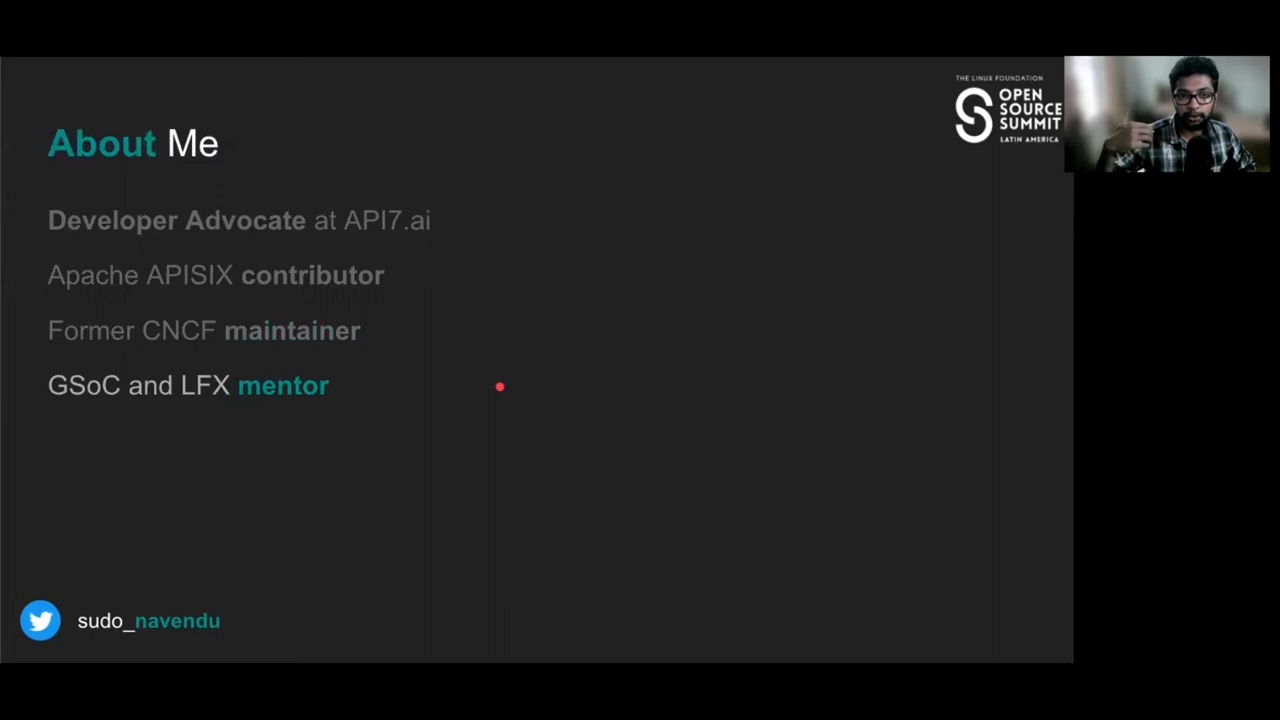 THE LINUX FOUNDATION
OPEN
SOURCE
SUMMIT
LATIN AMERICA
About Me
Developer Advocate at API7.ai
Apache APISIX contributor
Former CNCF maintainer
GSoC and LFX mentor
sudo_navendu